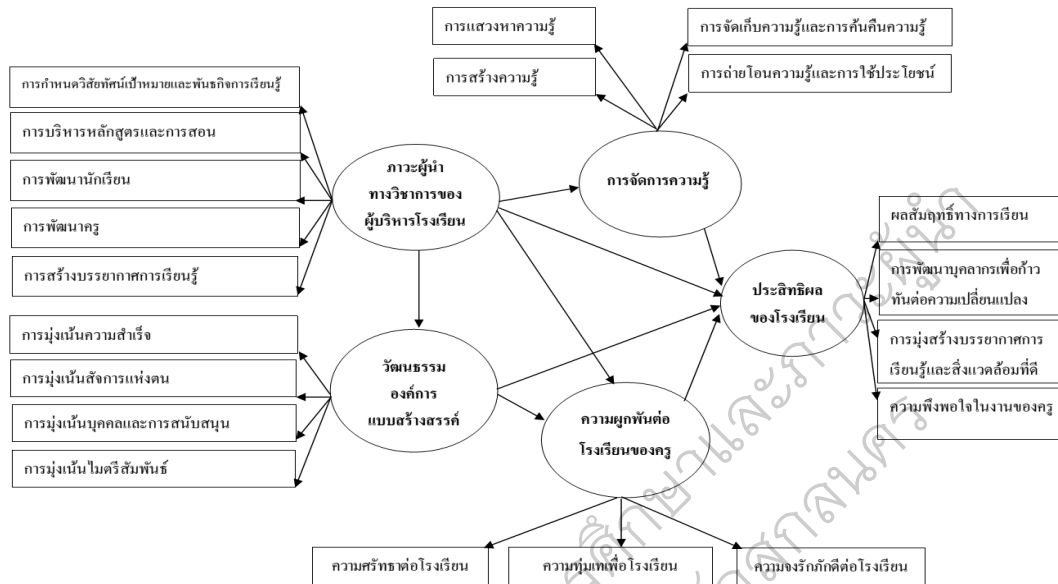 การแสวงหาความรู้
การจัดเก็บความรู้และการค้นคืนความรู้
การสร้างความรู้
การถ่ายโอนความรู้และการใช้ประโยชน์
การกำหนดวิสัยทัศน์เป้าหมายและพันธกิจการเรียนรู้
การบริหารหลักสูตรและการสอน
การพัฒนานักเรียน
การพัฒนาครู
การสร้างบรรยากาศการเรียนรู้
ภาวะผู้นำ
ทางวิชาการของ
ผู้บริหารโรงเรียน
การจัดการความรู้
ผลสัมฤทธิ์ทางการเรียน
การพัฒนาบุคลากรเพื่อก้าว
ทันต่อความเปลี่ยนแปลง
การมุ่งสร้างบรรยากาศการ
เรียนรู้และสิ่งแวดล้อมที่ดี
ความพึงพอใจในงานของครู
ประสิทธิผล
ของโรงเรียน
การมุ่งเน้นความสำเร็จ
การมุ่งเน้นสัจการแห่งตน
การมุ่งเน้นบุคคลและการสนับสนุน
การมุ่งเน้นไมตรีสัมพันธ์
วัฒนธรรม
องค์การ
แบบสร้างสรรค์
ความผูกพันต่อ
โรงเรียนของครู
ความศรัทธาต่อโรงเรียน
ความทุ่มเทเพื่อโรงเรียน
ความจงรักภักดีต่อโรงเรียน